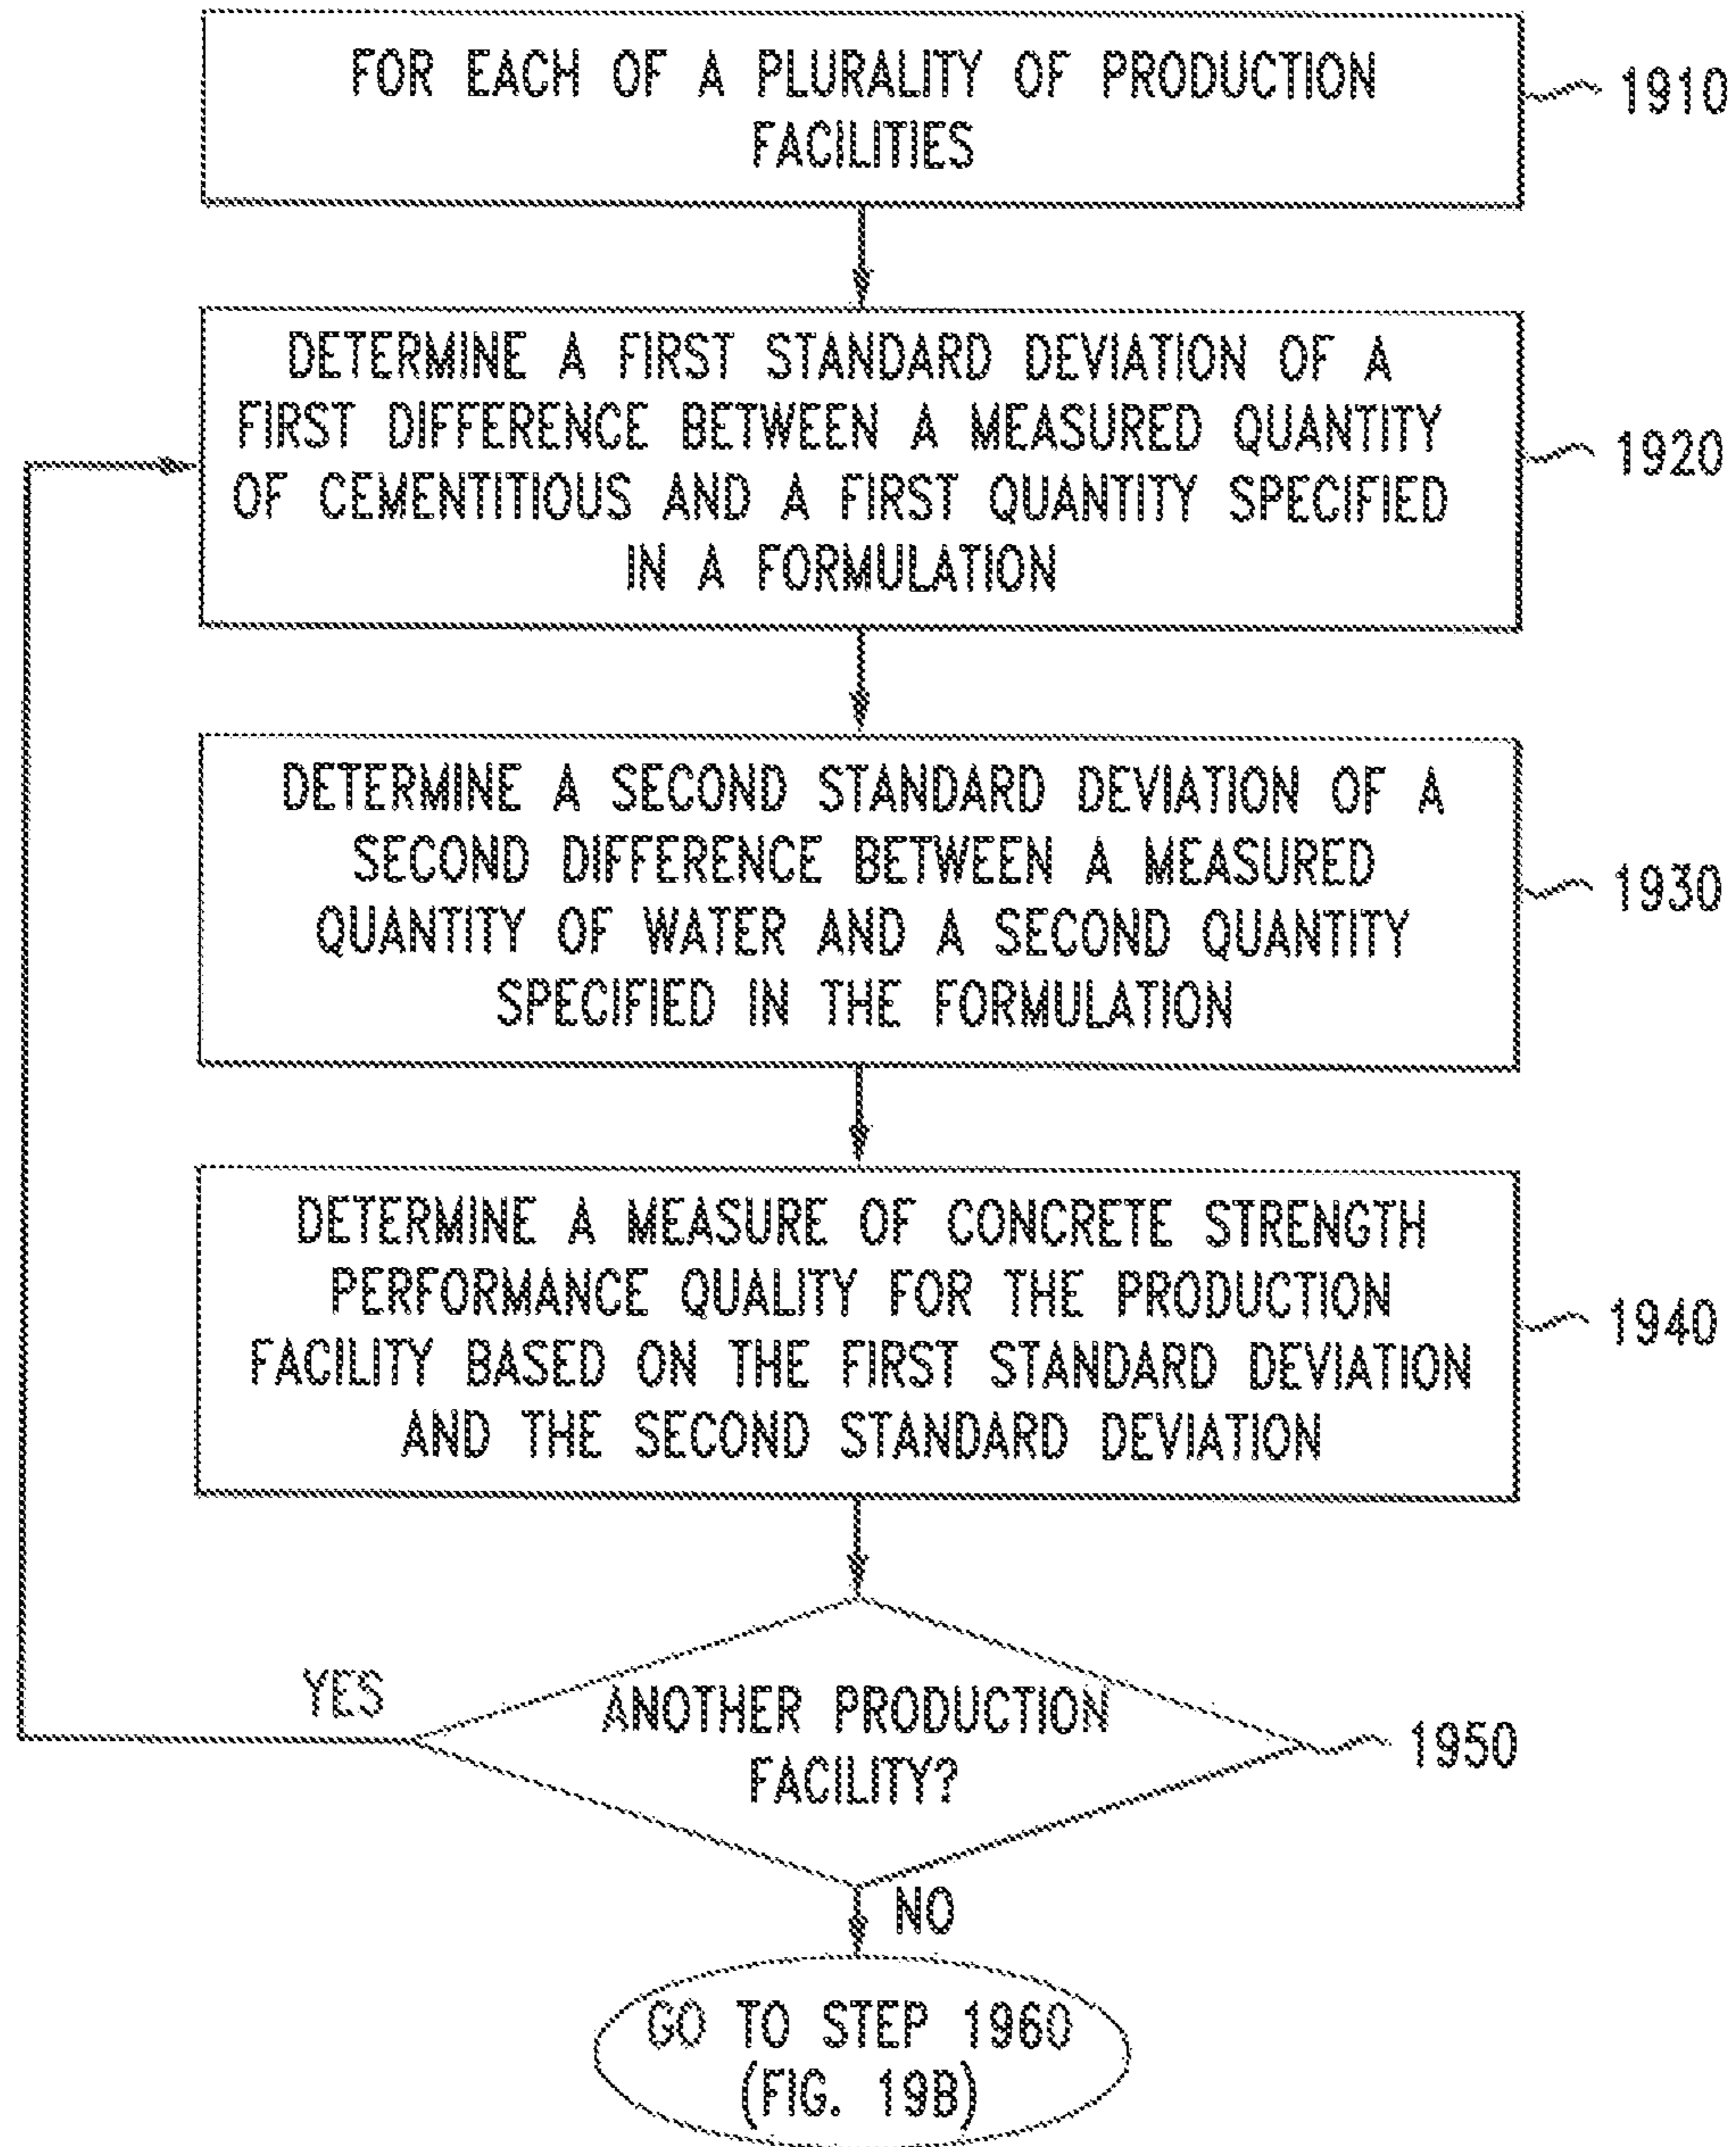 FOR EACH OF A PLURALITY OF PRODUCTION
FACILITIES
1910
DETERMINE A FIRST STANDARD DEVIATION OF A
FIRST DIFFERENCE BETWEEN A MEASURED QUANTITY
OF CEMENTITIOUS AND A FIRST QUANTITY SPECIFIED
IN A FORMULATION
1920
DETERMINE A SECOND STANDARD DEVIATION OF A
SECOND DIFFERENCE BETWEEN A MEASURED
QUANTITY OF WATER AND A SECOND QUANTITY
SPECIFIED IN THE FORMULATION
1930
DETERMINE A MEASURE OF CONCRETE STRENGTH
PERFORMANCE QUALITY FOR THE PRODUCTION
FACILITY BASED ON THE FIRST STANDARD DEVIATION
AND THE SECOND STANDARD DEVIATION
1940
YES
ANOTHER PRODUCTION
FACILITY?
1950
NO
GO TO STEP 1960
(FIG. 19B)